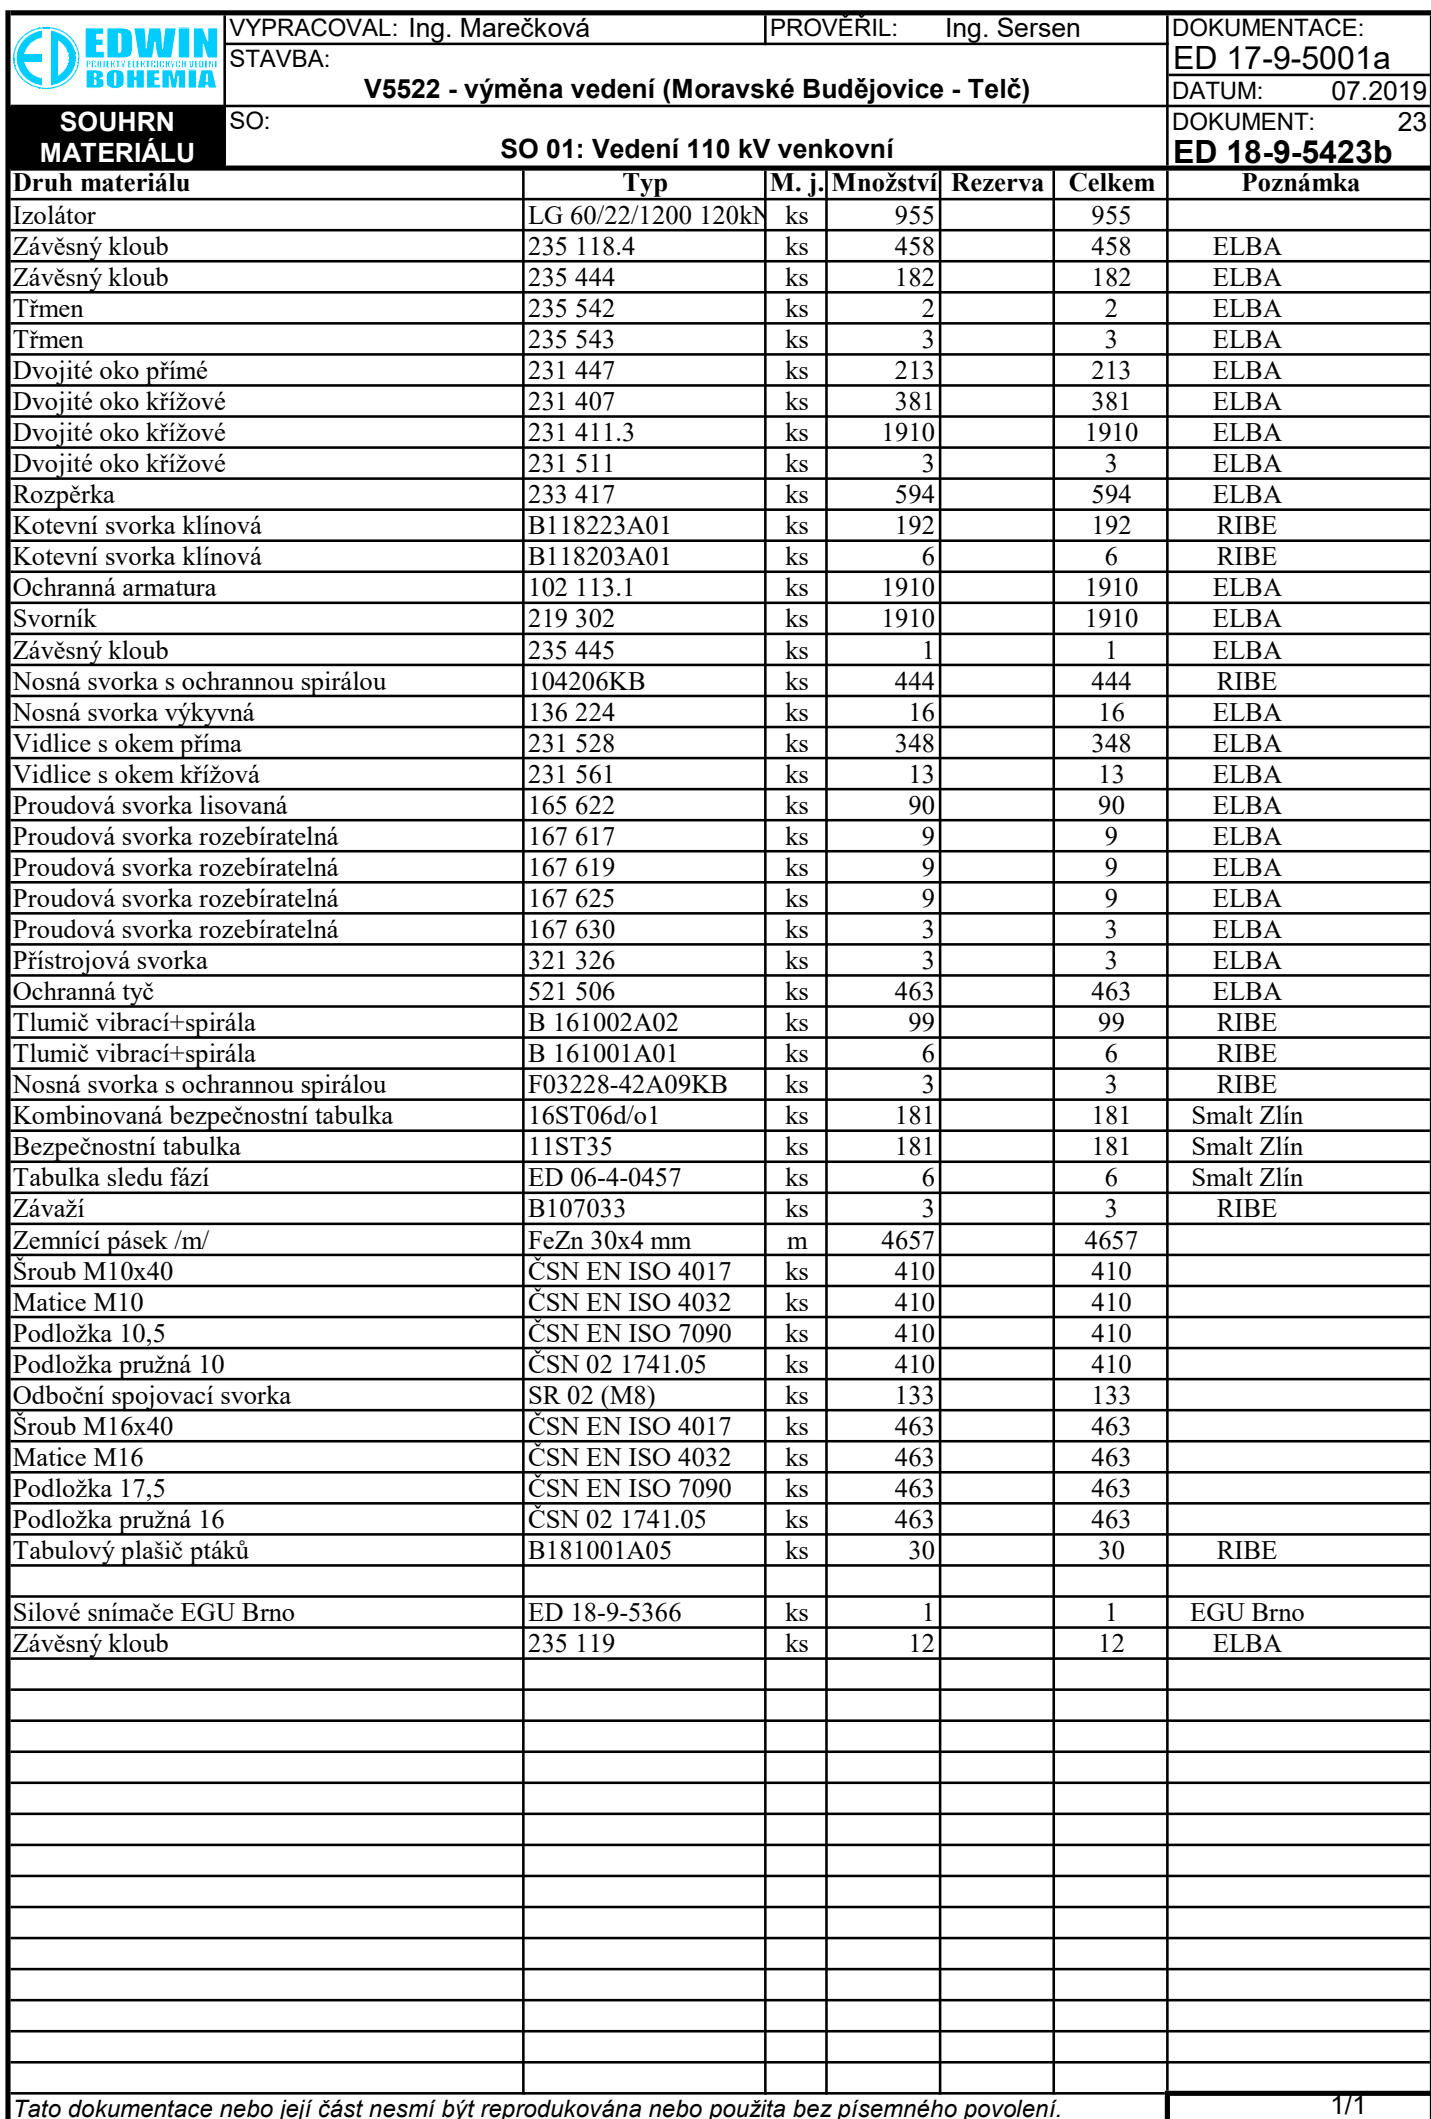 EDWIN
PROJEKTY ELEKTRICKÝCH VEDENÍ
BOHEMIA
VYPRACOVAL: Ing. Marečková PROVĚŘIL: Ing. Sersen DOKUMENTACE:
ED 17-9-5001a
STAVBA:
V5522 - výměna vedení (Moravské Budějovice - Telč) DATUM: 07.2019
SOUHRN MATERIÁLU
SO: DOKUMENT: 23
SO 01: Vedení 110 kV venkovní ED 18-9-5423b
Druh materiálu Typ M. j. Množství Rezerva Celkem Poznámka
Izolátor LG 60/22/1200 120kN ks 955 955
Závěsný kloub 235 118.4 ks 458 458 ELBA
Závěsný kloub 235 444 ks 182 182 ELBA
Třmen 235 542 ks 2 2 ELBA
Třmen 235 543 ks 3 3 ELBA
Dvojité oko přímé 231 447 ks 213 213 ELBA
Dvojité oko křížové 231 407 ks 381 381 ELBA
Dvojité oko křížové 231 411.3 ks 1910 1910 ELBA
Dvojité oko křížové 231 511 ks 3 3 ELBA
Rozpěrka 233 417 ks 594 594 ELBA
Kotevní svorka klínová B118223A01 ks 192 192 RIBE
Kotevní svorka klínová B118203A01 ks 6 6 RIBE
Ochranná armatura 102 113.1 ks 1910 1910 ELBA
Svorník 219 302 ks 1910 1910 ELBA
Závěsný kloub 235 445 ks 1 1 ELBA
Nosná svorka s ochrannou spirálou 104206KB ks 444 444 RIBE
Nosná svorka výkyvná 136 224 ks 16 16 ELBA
Vidlice s okem příma 231 528 ks 348 348 ELBA
Vidlice s okem křížová 231 561 ks 13 13 ELBA
Proudová svorka lisovaná 165 622 ks 90 90 ELBA
Proudová svorka rozebíratelná 167 617 ks 9 9 ELBA
Proudová svorka rozebíratelná 167 619 ks 9 9 ELBA
Proudová svorka rozebíratelná 167 625 ks 9 9 ELBA
Proudová svorka rozebíratelná 167 630 ks 3 3 ELBA
Přístrojová svorka 321 326 ks 3 3 ELBA
Ochranná tyč 521 506 ks 463 463 ELBA
Tlumič vibrací+spirála B 161002A02 ks 99 99 RIBE
Tlumič vibrací+spirála B 161001A01 ks 6 6 RIBE
Nosná svorka s ochrannou spirálou F03228-42A09KB ks 3 3 RIBE
Kombinovaná bezpečnostní tabulka 16ST06d/o1 ks 181 181 Smalt Zlín
Bezpečnostní tabulka 11ST35 ks 181 181 Smalt Zlín
Tabulka sledu fází ED 06-4-0457 ks 6 6 Smalt Zlín
Závaží B107033 ks 3 3 RIBE
Zemnící pásek /m/ FeZn 30x4 mm m 4657 4657
Šroub M10x40 ČSN EN ISO 4017 ks 410 410
Matice M10 ČSN EN ISO 4032 ks 410 410
Podložka 10,5 ČSN EN ISO 7090 ks 410 410
Podložka pružná 10 ČSN 02 1741.05 ks 410 410
Odboční spojovací svorka SR 02 (M8) ks 133 133
Šroub M16x40 ČSN EN ISO 4017 ks 463 463
Matice M16 ČSN EN ISO 4032 ks 463 463
Podložka 17,5 ČSN EN ISO 7090 ks 463 463
Podložka pružná 16 ČSN 02 1741.05 ks 463 463
Tabulový plašič ptáků B181001A05 ks 30 30 RIBE
Silové snímače EGU Brno ED 18-9-5366 ks 1 1 EGU Brno
Závěsný kloub 235 119 ks 12 12 ELBA
Tato dokumentace nebo její část nesmí být reprodukována nebo použita bez písemného povolení. 1/1